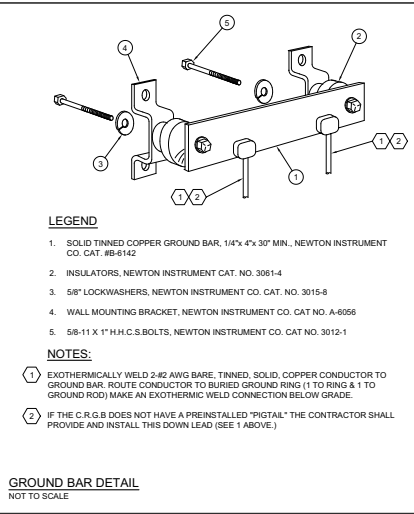 5
4
2
3
1
1 2
1 2
LEGEND
1. SOLID TINNED COPPER GROUND BAR, 1/4"x 4"x 30" MIN., NEWTON INSTRUMENT
CO. CAT. #B-6142
2. INSULATORS, NEWTON INSTRUMENT CAT. NO. 3061-4
3. 5/8" LOCKWASHERS, NEWTON INSTRUMENT CO. CAT. NO. 3015-8
4. WALL MOUNTING BRACKET, NEWTON INSTRUMENT CO. CAT NO. A-6056
5. 5/8-11 X 1" H.H.C.S.BOLTS, NEWTON INSTRUMENT CO. CAT NO. 3012-1
NOTES:
1 EXOTHERMICALLY WELD 2-#2 AWG BARE, TINNED, SOLID, COPPER CONDUCTOR TO
GROUND BAR. ROUTE CONDUCTOR TO BURIED GROUND RING (1 TO RING & 1 TO
GROUND ROD) MAKE AN EXOTHERMIC WELD CONNECTION BELOW GRADE.
2 IF THE C.R.G.B DOES NOT HAVE A PREINSTALLED "PIGTAIL" THE CONTRACTOR SHALL
PROVIDE AND INSTALL THIS DOWN LEAD (SEE 1 ABOVE.)
GROUND BAR DETAIL
NOT TO SCALE